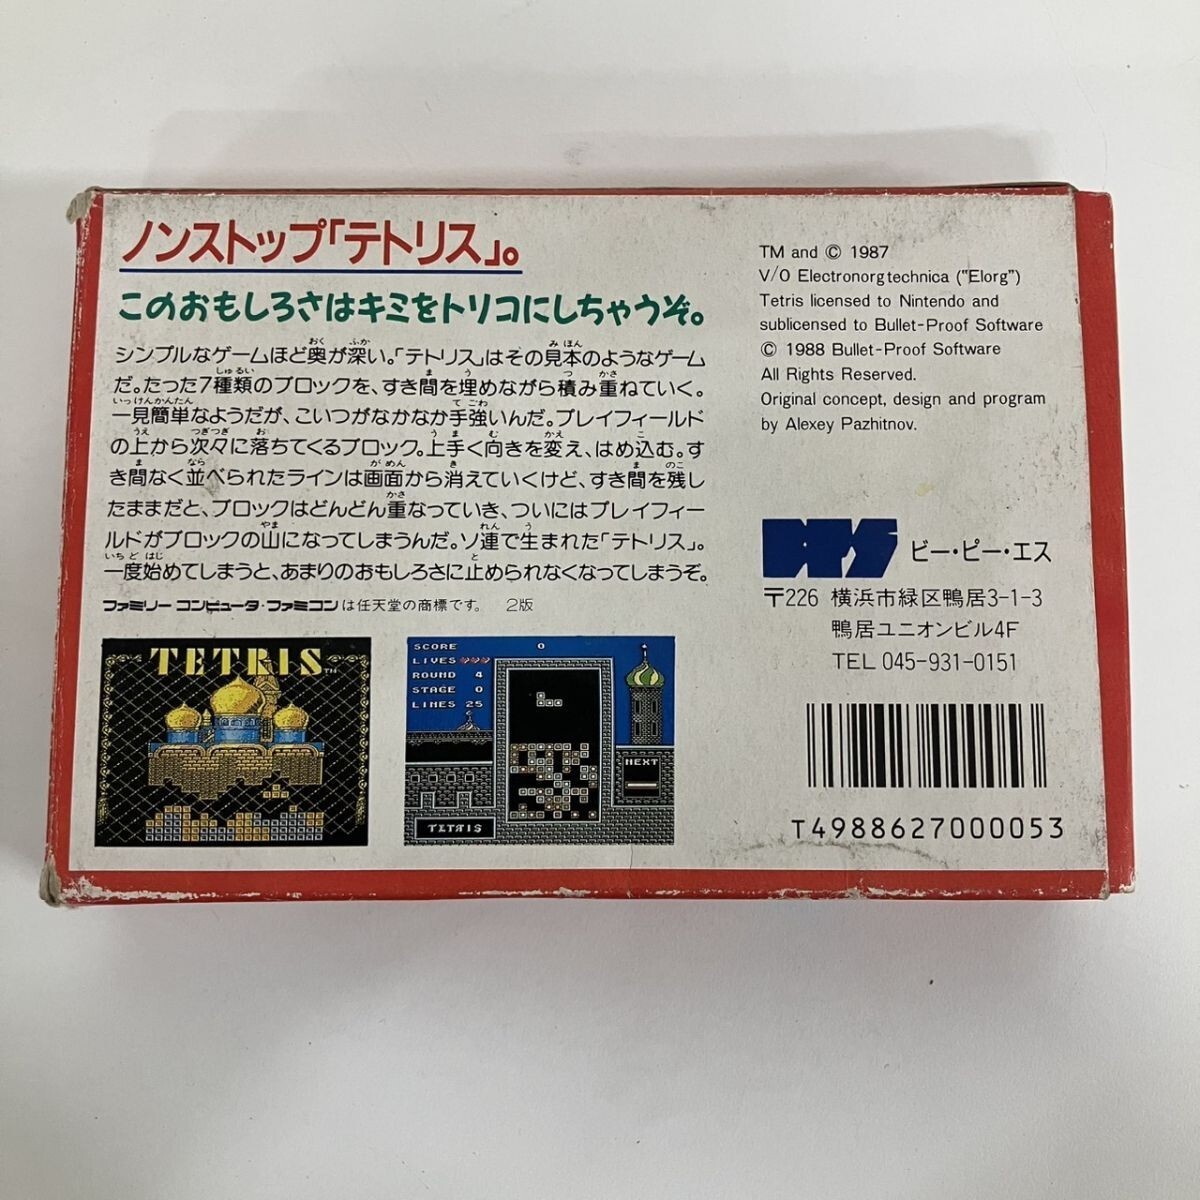 ノンストップ「テトリス」。
このおもしろさはキミをトリコにしちゃうぞ。
シンプルなゲームほど奥が深い。「テトリス」はその見本のようなゲーム
だ。たった7種類のブロックを、すき間を埋めながら積み重ねていく。
一見簡単なようだが、こいつがなかなか手強いんだ。プレイフィールド
の上から次々に落ちてくるブロック。上手く向きを変え、はめ込む。す
き間なく並べられたラインは画面から消えていくけど、すき間を残し
たままだと、ブロックはどんどん重なっていき、ついにはプレイフィー
ルドがブロックの山になってしまうんだ。ソ連で生まれた「テトリス」。
一度始めてしまうと、あまりのおもしろさに止められなくなってしまうぞ。
ファミリーコンピュータ・ファミコンは任天堂の商標です。 2版
TETRIS TM
SCORE 0
LIVES
ROUND 4
STAGE 0
LINES 25
NEXT
TETRIS
TM and © 1987
V/O Electronorgtechnica ("Elorg")
Tetris licensed to Nintendo and
sublicensed to Bullet-Proof Software
© 1988 Bullet-Proof Software
All Rights Reserved.
Original concept, design and program
by Alexey Pazhitnov.
BPS ビー・ピー・エス
〒226 横浜市緑区鴨居3-1-3
鴨居ユニオンビル4F
TEL 045-931-0151
T4988627000053